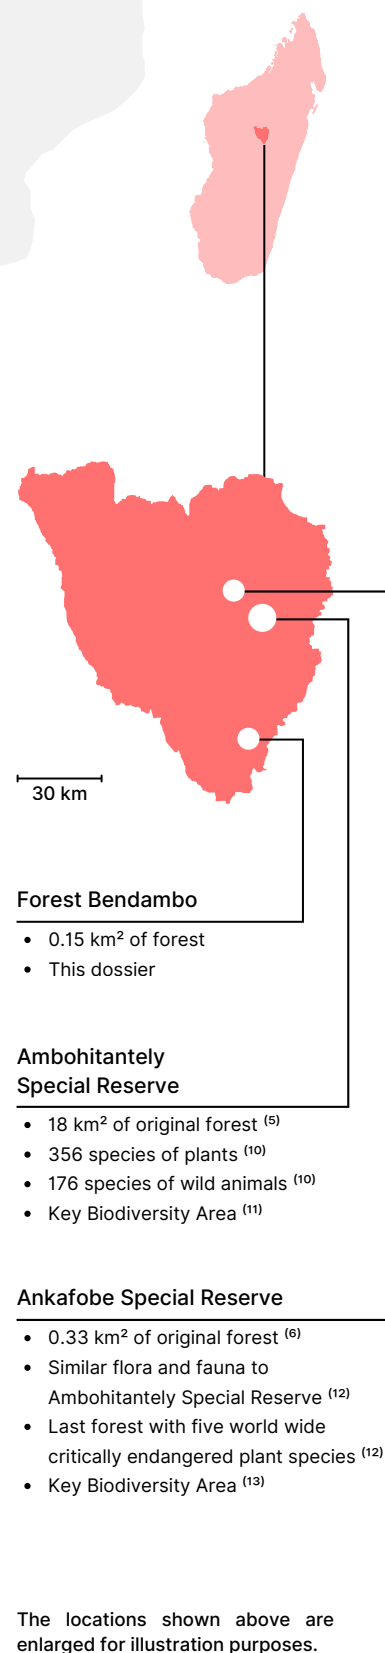 30 km
Forest Bendambo
• 0.15 km² of forest
• This dossier
Ambohitantely
Special Reserve
• 18 km² of original forest ⁽⁵⁾
• 356 species of plants ⁽¹⁰⁾
• 176 species of wild animals ⁽¹⁰⁾
• Key Biodiversity Area ⁽¹¹⁾
Ankafobe Special Reserve
• 0.33 km² of original forest ⁽⁶⁾
• Similar flora and fauna to
Ambohitantely Special Reserve ⁽¹²⁾
• Last forest with five world wide
critically endangered plant species ⁽¹²⁾
• Key Biodiversity Area ⁽¹³⁾
The locations shown above are
enlarged for illustration purposes.